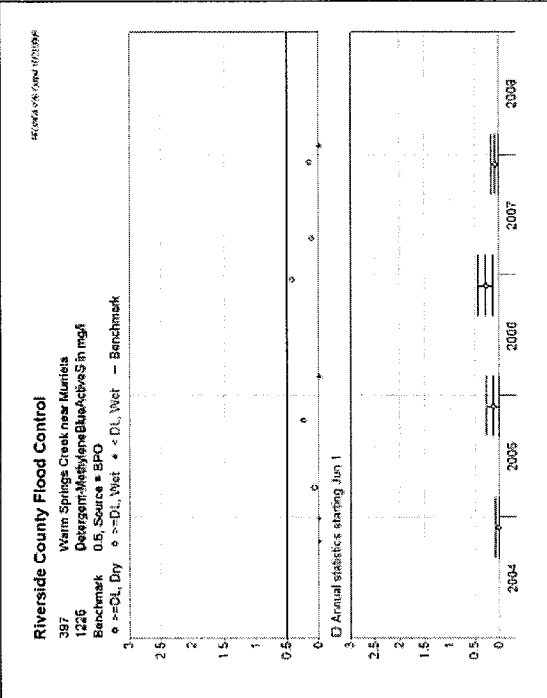 Riverside County Flood Control
397 Warm Springs Creek near Murrieta
1226 Detergent-MethyleneBlueActiveS in mg/l
Benchmark 0.5, Source = BPO
>=DL, Dry >=DL, Wet < DL, Wet — Benchmark
3
2.5
2
1.5
1
0.5
0
Annual statistics starting Jun 1
3
2.5
2
1.5
1
0.5
0
2004 2005 2006 2007 2008